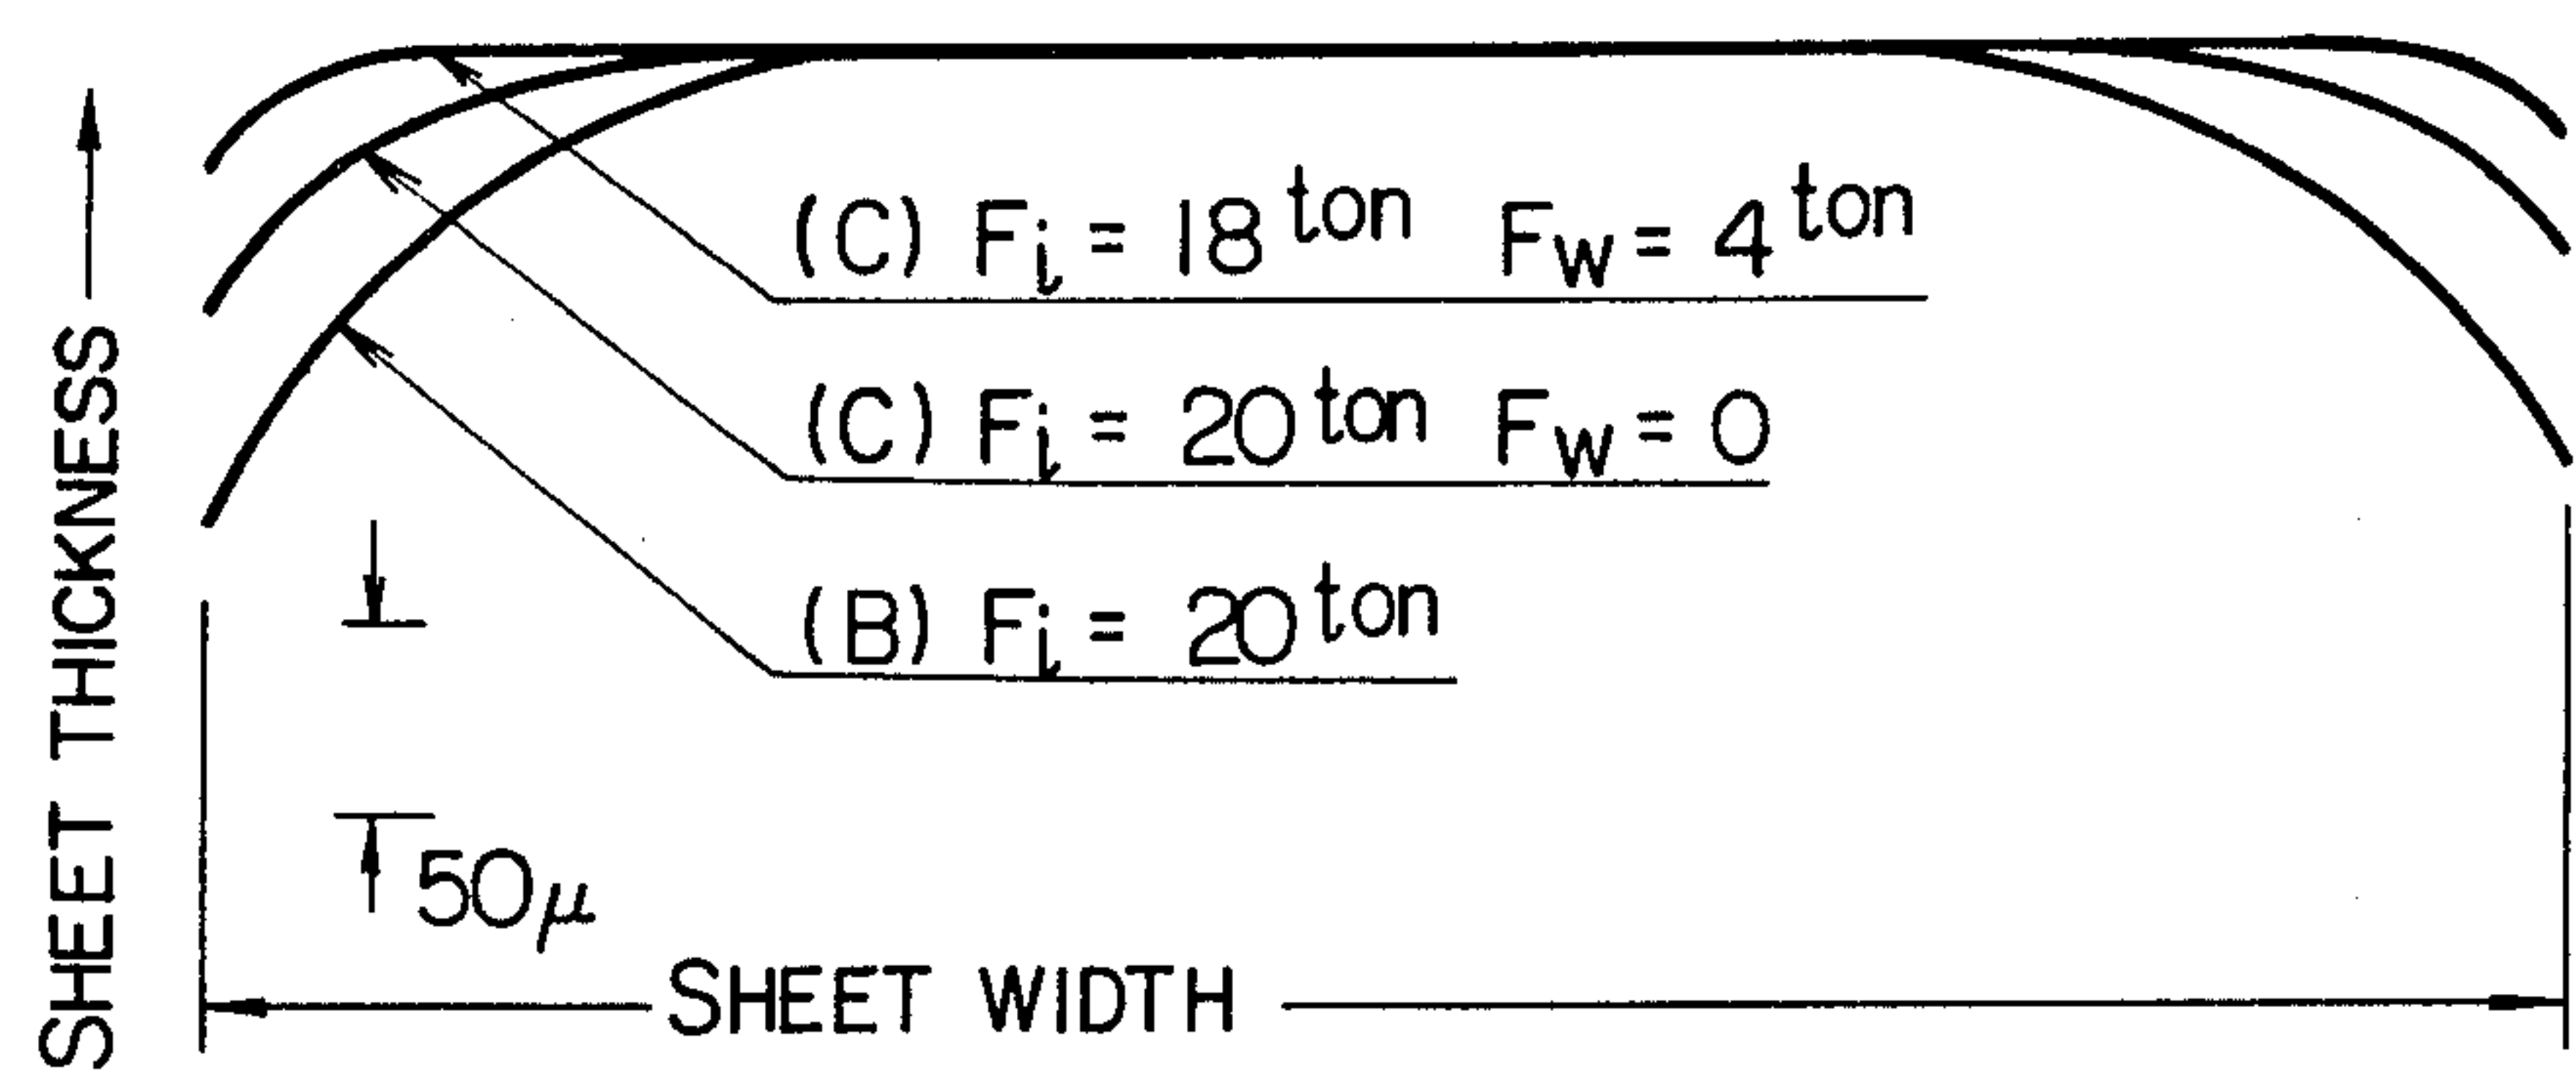 (C) Fi = 18 ton Fw = 4 ton
(C) Fi = 20 ton Fw = 0
(B) Fi = 20 ton
50μ
SHEET THICKNESS
SHEET WIDTH